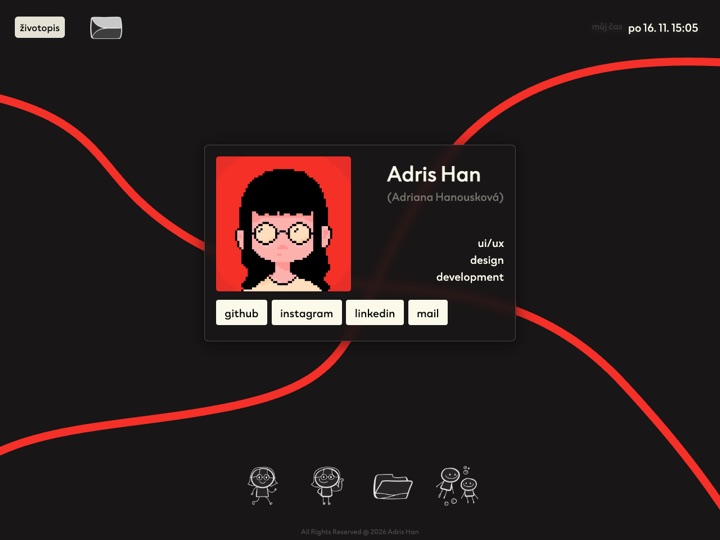 životopis
můj čas po 16. 11. 15:05
Adris Han
(Adriana Hanousková)
ui/ux
design
development
github instagram linkedin mail
All Rights Reserved @ 2026 Adris Han